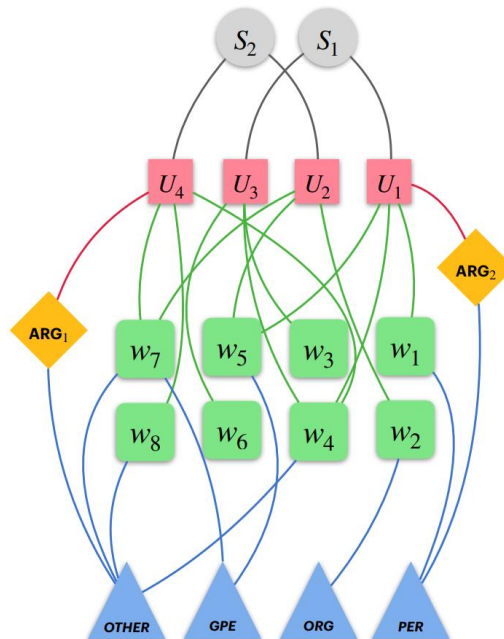 S₂ S₁
U₄ U₃ U₂ U₁
ARG₂
ARG₁
w₇ w₅ w₃ w₁
w₈ w₆ w₄ w₂
OTHER GPE ORG PER